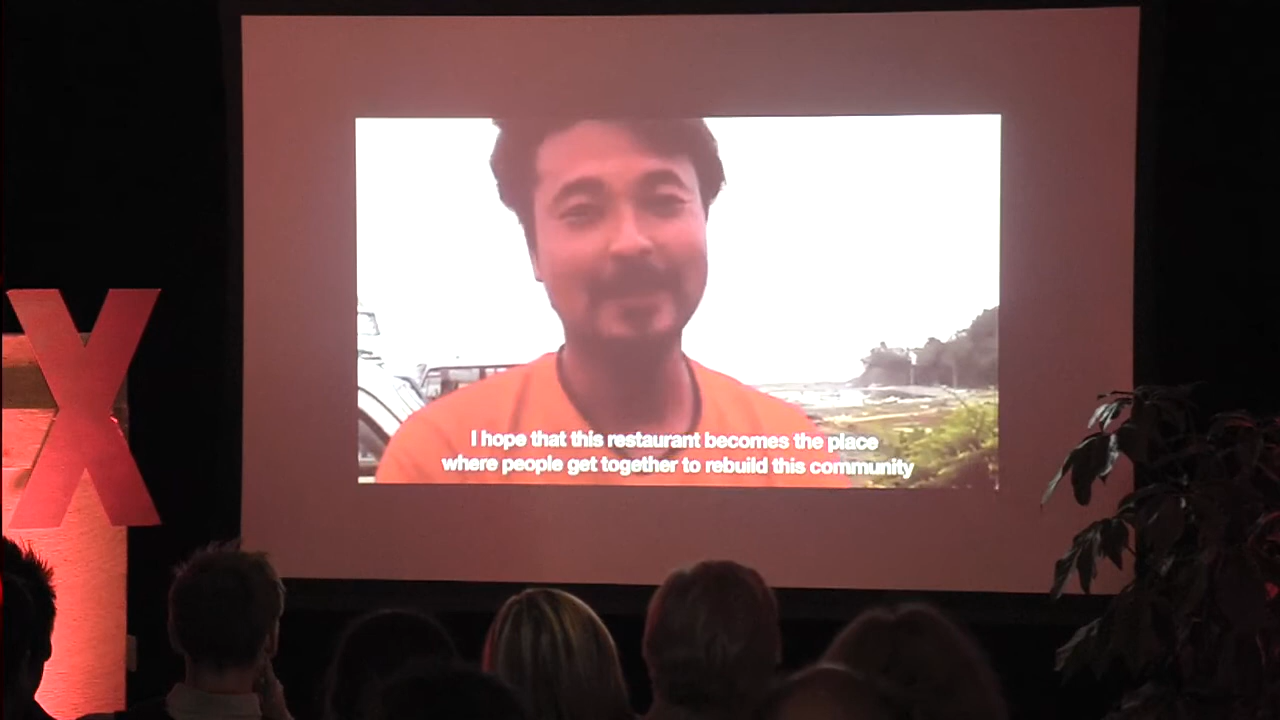 X
I hope that this restaurant becomes the place
where people get together to rebuild this community